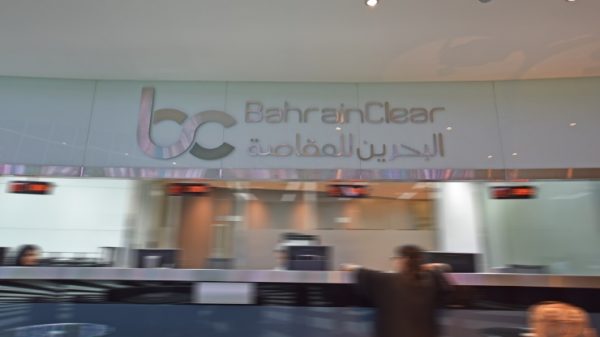 bc
BahrainClear
البحرين للمقاصة